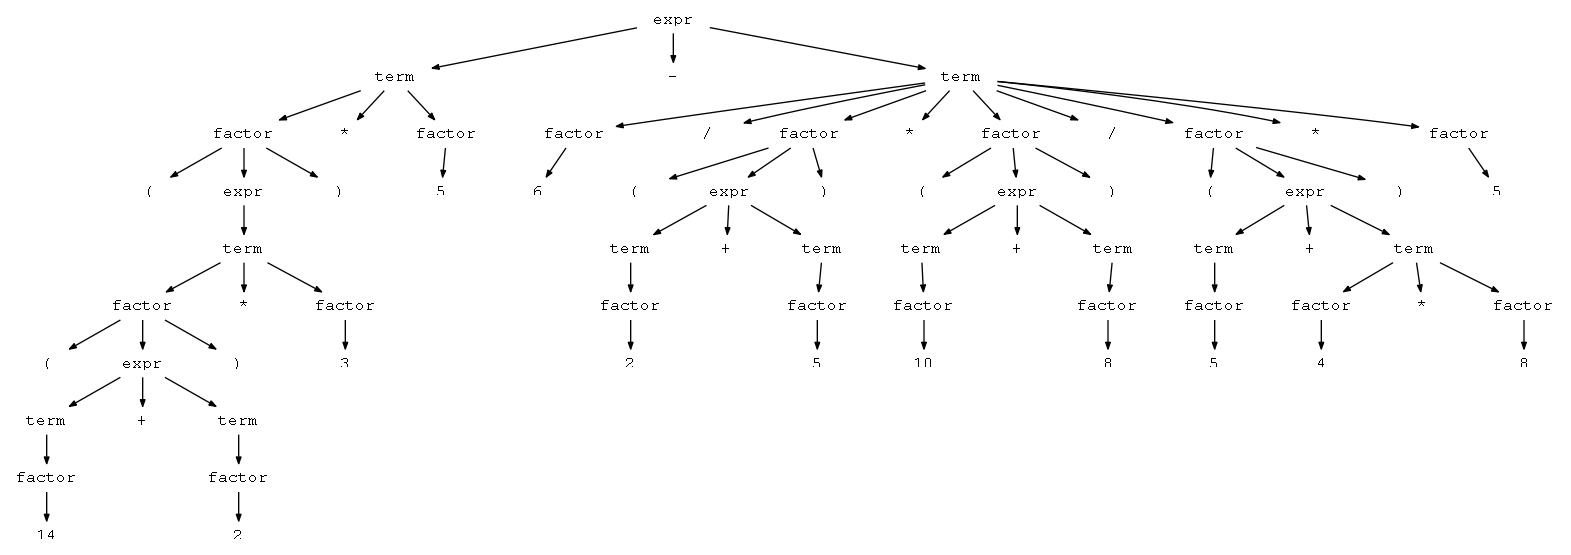 expr
term - term
factor * factor factor / factor * factor / factor * factor
( expr ) 5 6 ( expr ) ( expr ) ( expr ) 5
term term + term term + term term + term
factor * factor factor factor factor factor factor factor * factor
( expr ) 3 2 5 10 8 5 4 8
term + term
factor factor
14 2